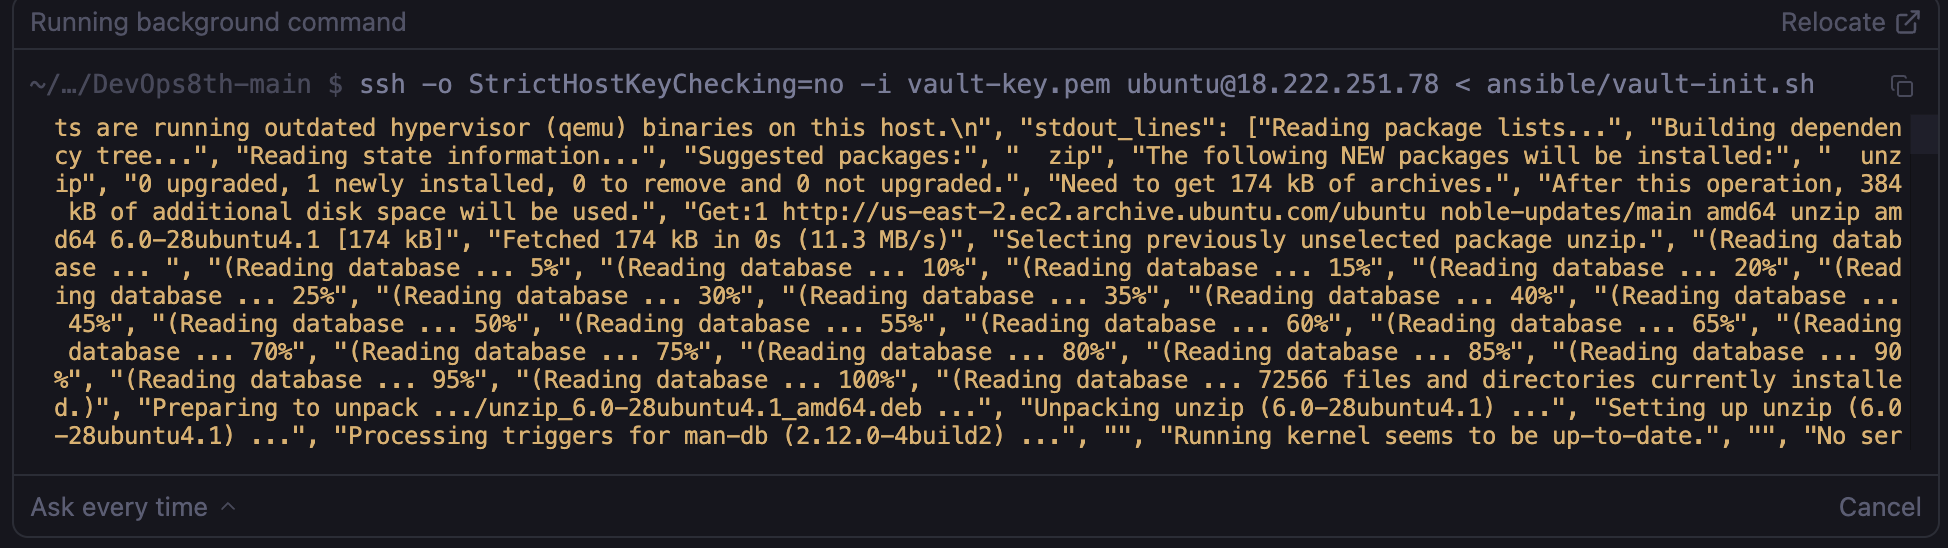 Running background command
Relocate
~/…/DevOps8th-main $ ssh -o StrictHostKeyChecking=no -i vault-key.pem ubuntu@18.222.251.78 < ansible/vault-init.sh
ts are running outdated hypervisor (qemu) binaries on this host.\n", "stdout_lines": ["Reading package lists...", "Building dependen
cy tree...", "Reading state information...", "Suggested packages:", "  zip", "The following NEW packages will be installed:", "  unz
ip", "0 upgraded, 1 newly installed, 0 to remove and 0 not upgraded.", "Need to get 174 kB of archives.", "After this operation, 384
 kB of additional disk space will be used.", "Get:1 http://us-east-2.ec2.archive.ubuntu.com/ubuntu noble-updates/main amd64 unzip am
d64 6.0-28ubuntu4.1 [174 kB]", "Fetched 174 kB in 0s (11.3 MB/s)", "Selecting previously unselected package unzip.", "(Reading datab
ase ... ", "(Reading database ... 5%", "(Reading database ... 10%", "(Reading database ... 15%", "(Reading database ... 20%", "(Read
ing database ... 25%", "(Reading database ... 30%", "(Reading database ... 35%", "(Reading database ... 40%", "(Reading database ...
 45%", "(Reading database ... 50%", "(Reading database ... 55%", "(Reading database ... 60%", "(Reading database ... 65%", "(Reading
 database ... 70%", "(Reading database ... 75%", "(Reading database ... 80%", "(Reading database ... 85%", "(Reading database ... 90
%", "(Reading database ... 95%", "(Reading database ... 100%", "(Reading database ... 72566 files and directories currently installe
d.)", "Preparing to unpack .../unzip_6.0-28ubuntu4.1_amd64.deb ...", "Unpacking unzip (6.0-28ubuntu4.1) ...", "Setting up unzip (6.0
-28ubuntu4.1) ...", "Processing triggers for man-db (2.12.0-4build2) ...", "", "Running kernel seems to be up-to-date.", "", "No ser
Ask every time
Cancel